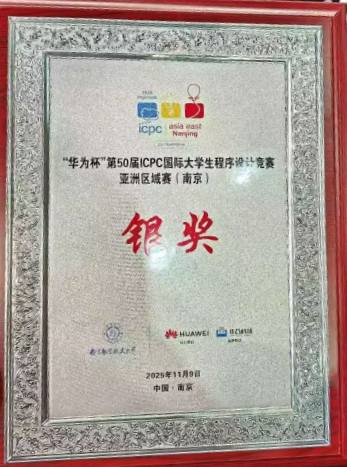 2025
icpc
asia east
Nanjing
“华为杯”第50届ICPC国际大学生程序设计竞赛
亚洲区域赛（南京）
银奖
HUAWEI
2025年11月9日
中国·南京